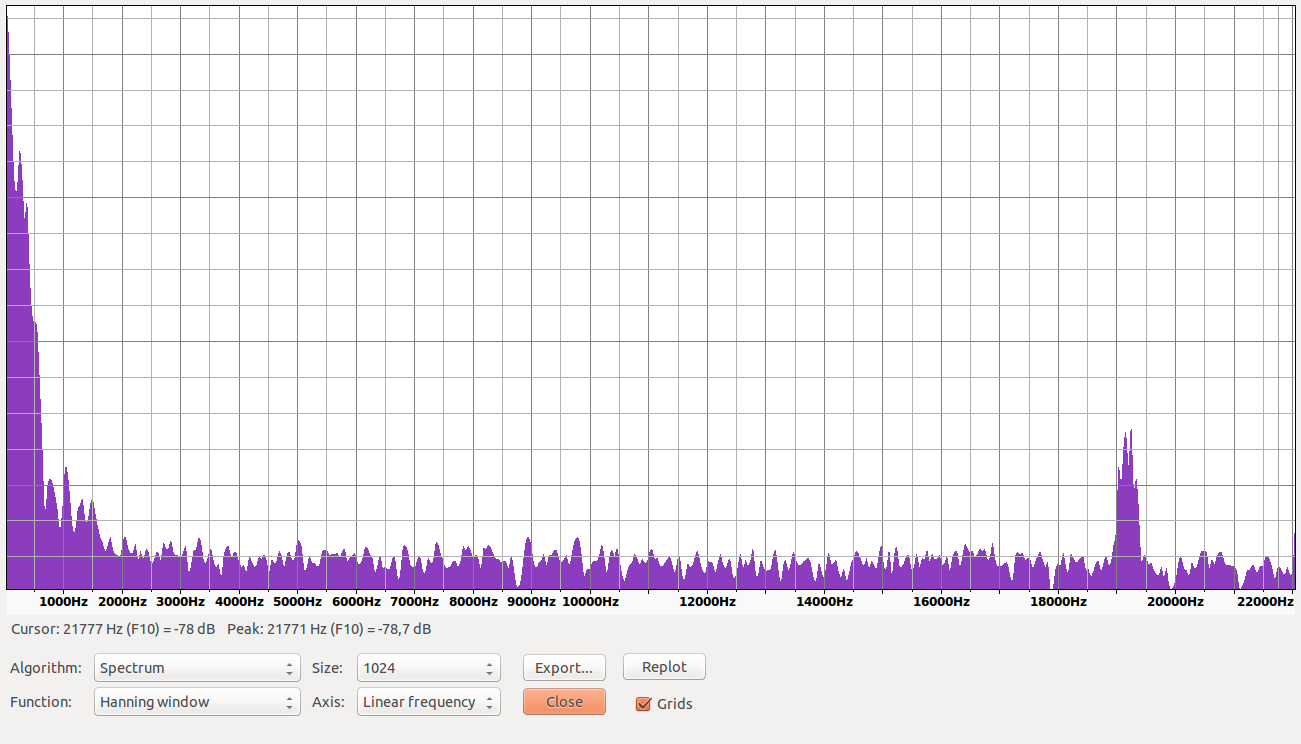 1000Hz 2000Hz 3000Hz 4000Hz 5000Hz 6000Hz 7000Hz 8000Hz 9000Hz 10000Hz 12000Hz 14000Hz 16000Hz 18000Hz 20000Hz 22000Hz
Cursor: 21777 Hz (F10) = -78 dB Peak: 21771 Hz (F10) = -78,7 dB
Algorithm: Spectrum Size: 1024 Export... Replot
Function: Hanning window Axis: Linear frequency Close Grids